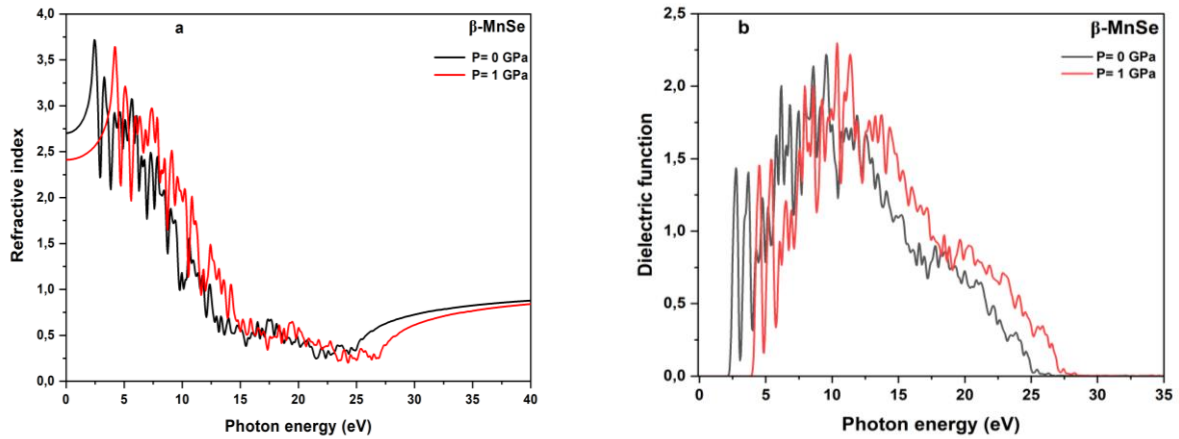 a
β-MnSe
P= 0 GPa
P= 1 GPa
Refractive index
4,0
3,5
3,0
2,5
2,0
1,5
1,0
0,5
0,0
0 5 10 15 20 25 30 35 40
Photon energy (eV)
b
β-MnSe
P= 0 GPa
P= 1 GPa
Dielectric function
2,5
2,0
1,5
1,0
0,5
0,0
0 5 10 15 20 25 30 35
Photon energy (eV)